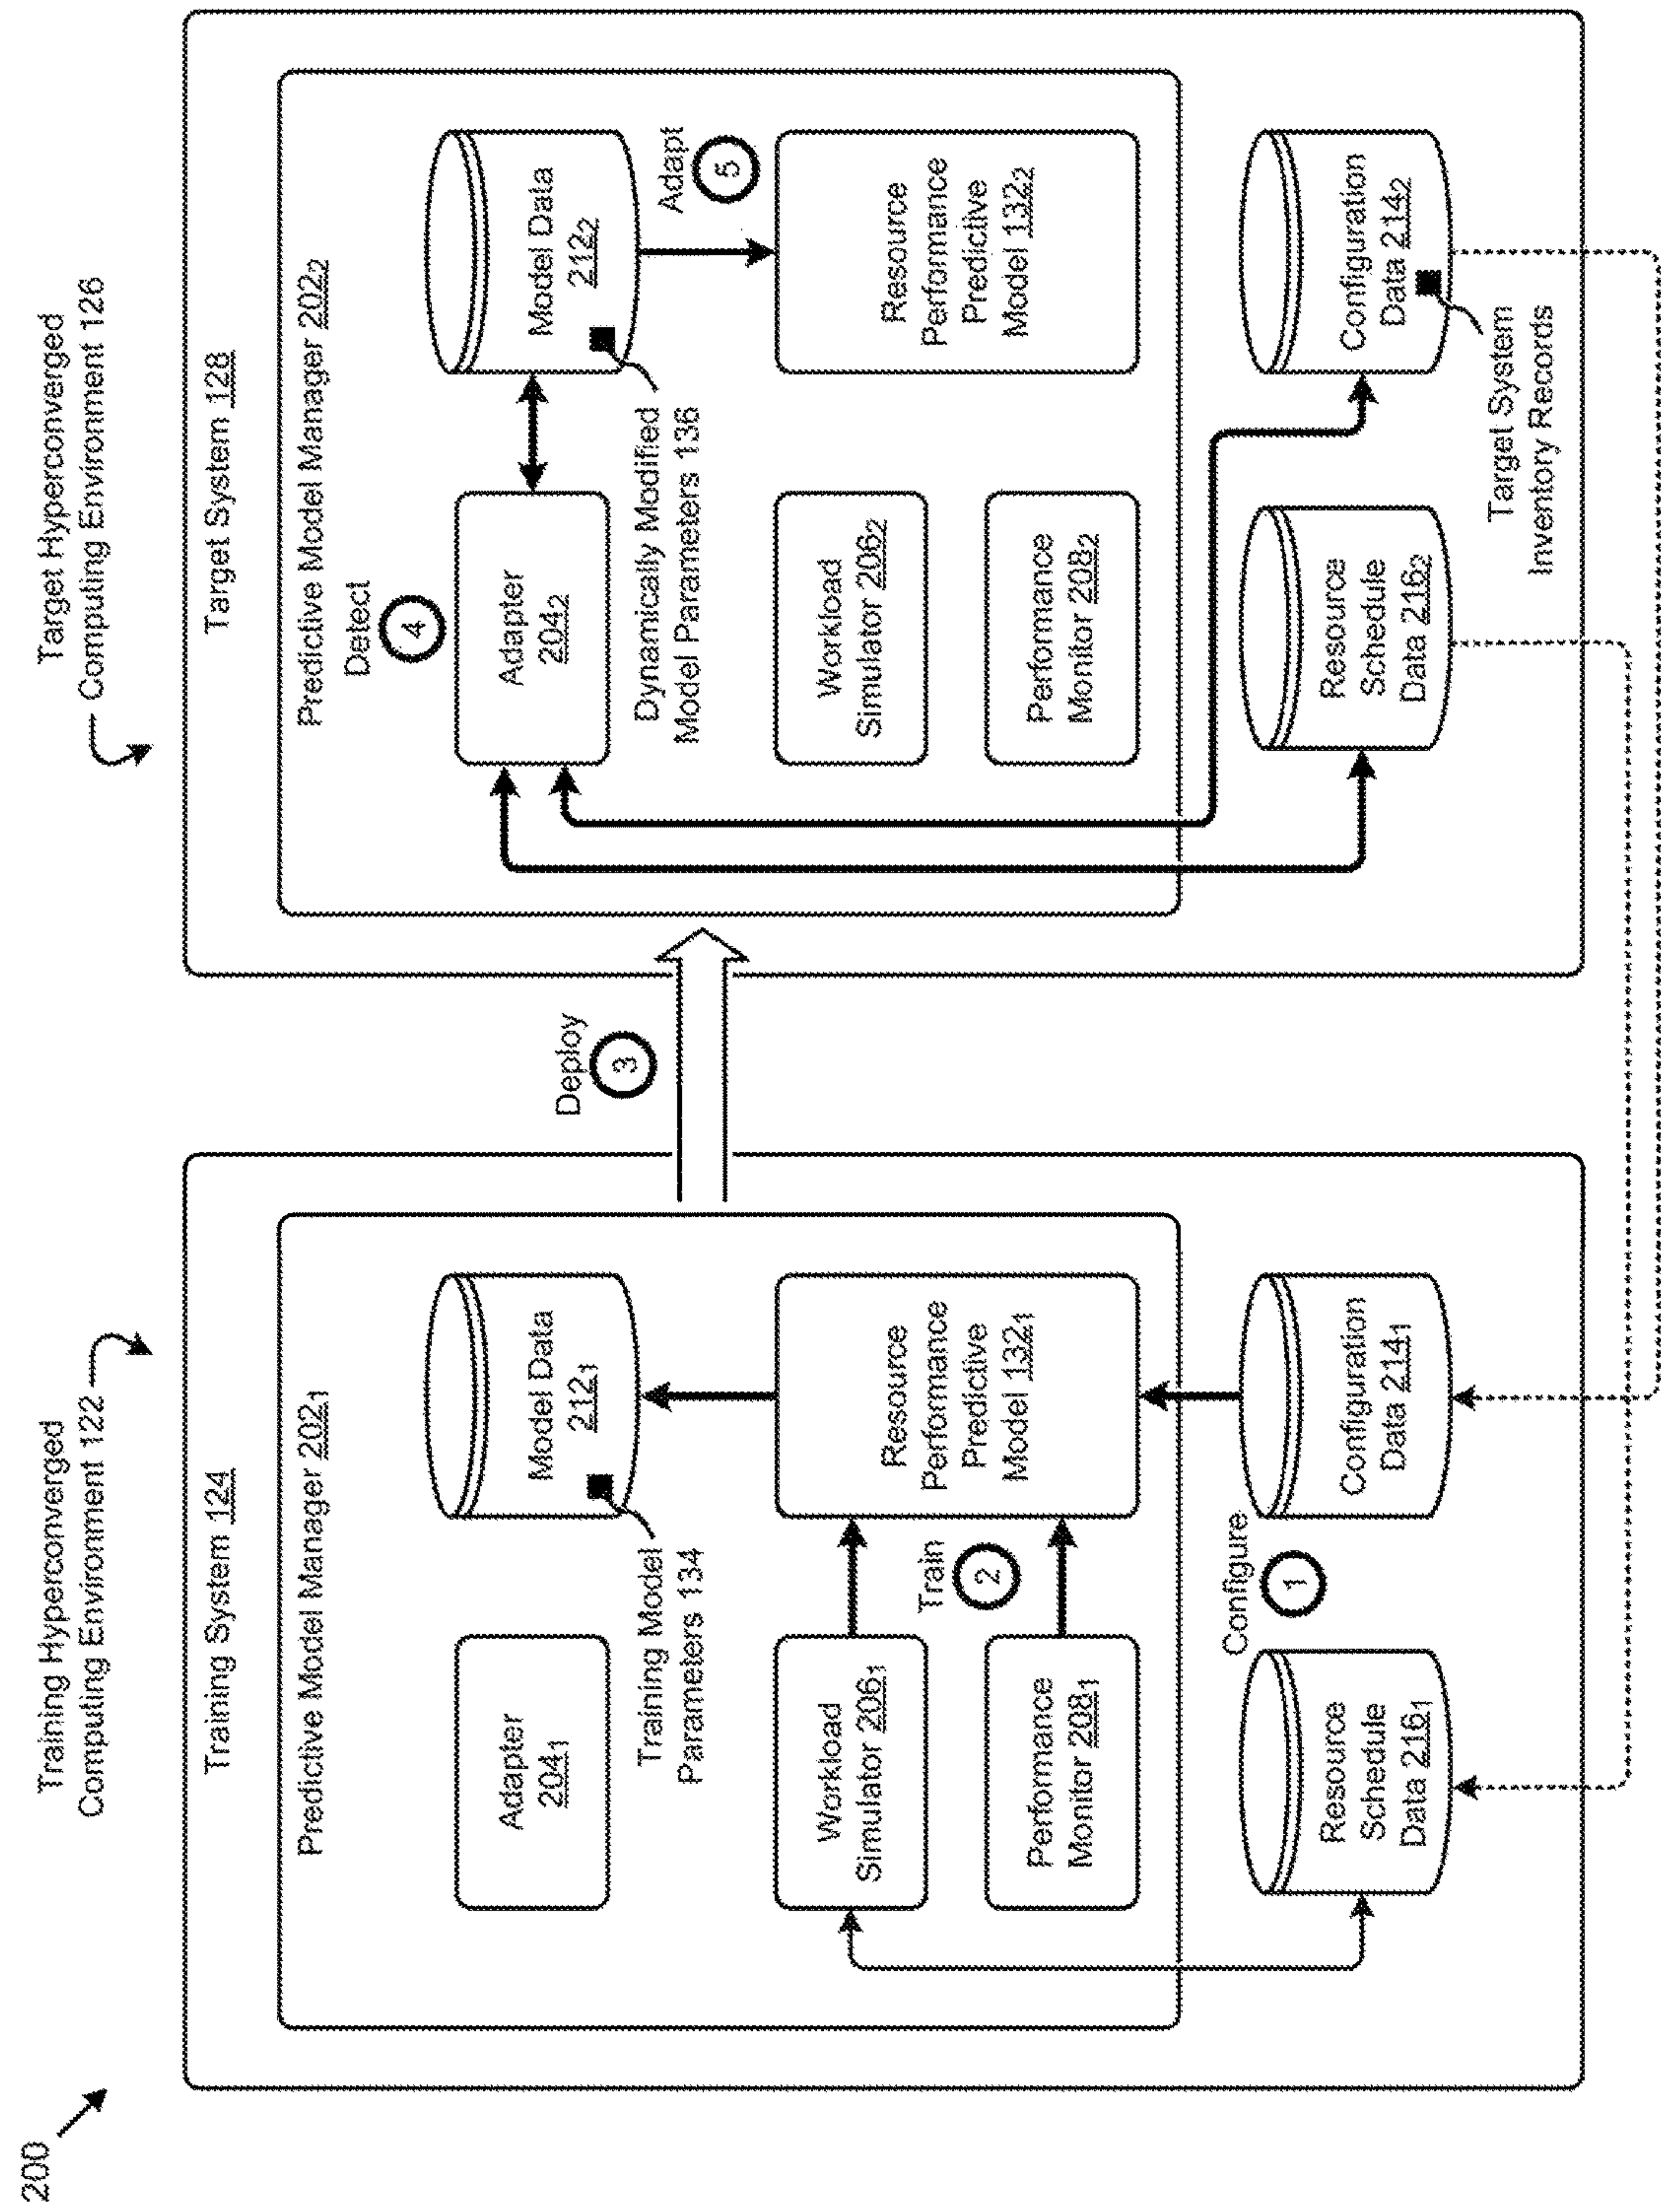 200
Training Hyperconverged
Computing Environment 122
Training System 124
Predictive Model Manager 202₁
Adapter
204₁
Model Data
212₁
Training Model
Parameters 134
Workload
Simulator 206₁
Performance
Monitor 208₁
Train
2
Resource
Performance
Predictive
Model 132₁
Configure
1
Resource
Schedule
Data 216₁
Configuration
Data 214₁
Deploy
3
Target Hyperconverged
Computing Environment 126
Target System 128
Predictive Model Manager 202₂
Detect
4
Adapter
204₂
Model Data
212₂
Dynamically Modified
Model Parameters 136
Adapt
5
Workload
Simulator 206₂
Performance
Monitor 208₂
Resource
Performance
Predictive
Model 132₂
Resource
Schedule
Data 216₂
Configuration
Data 214₂
Target System
Inventory Records